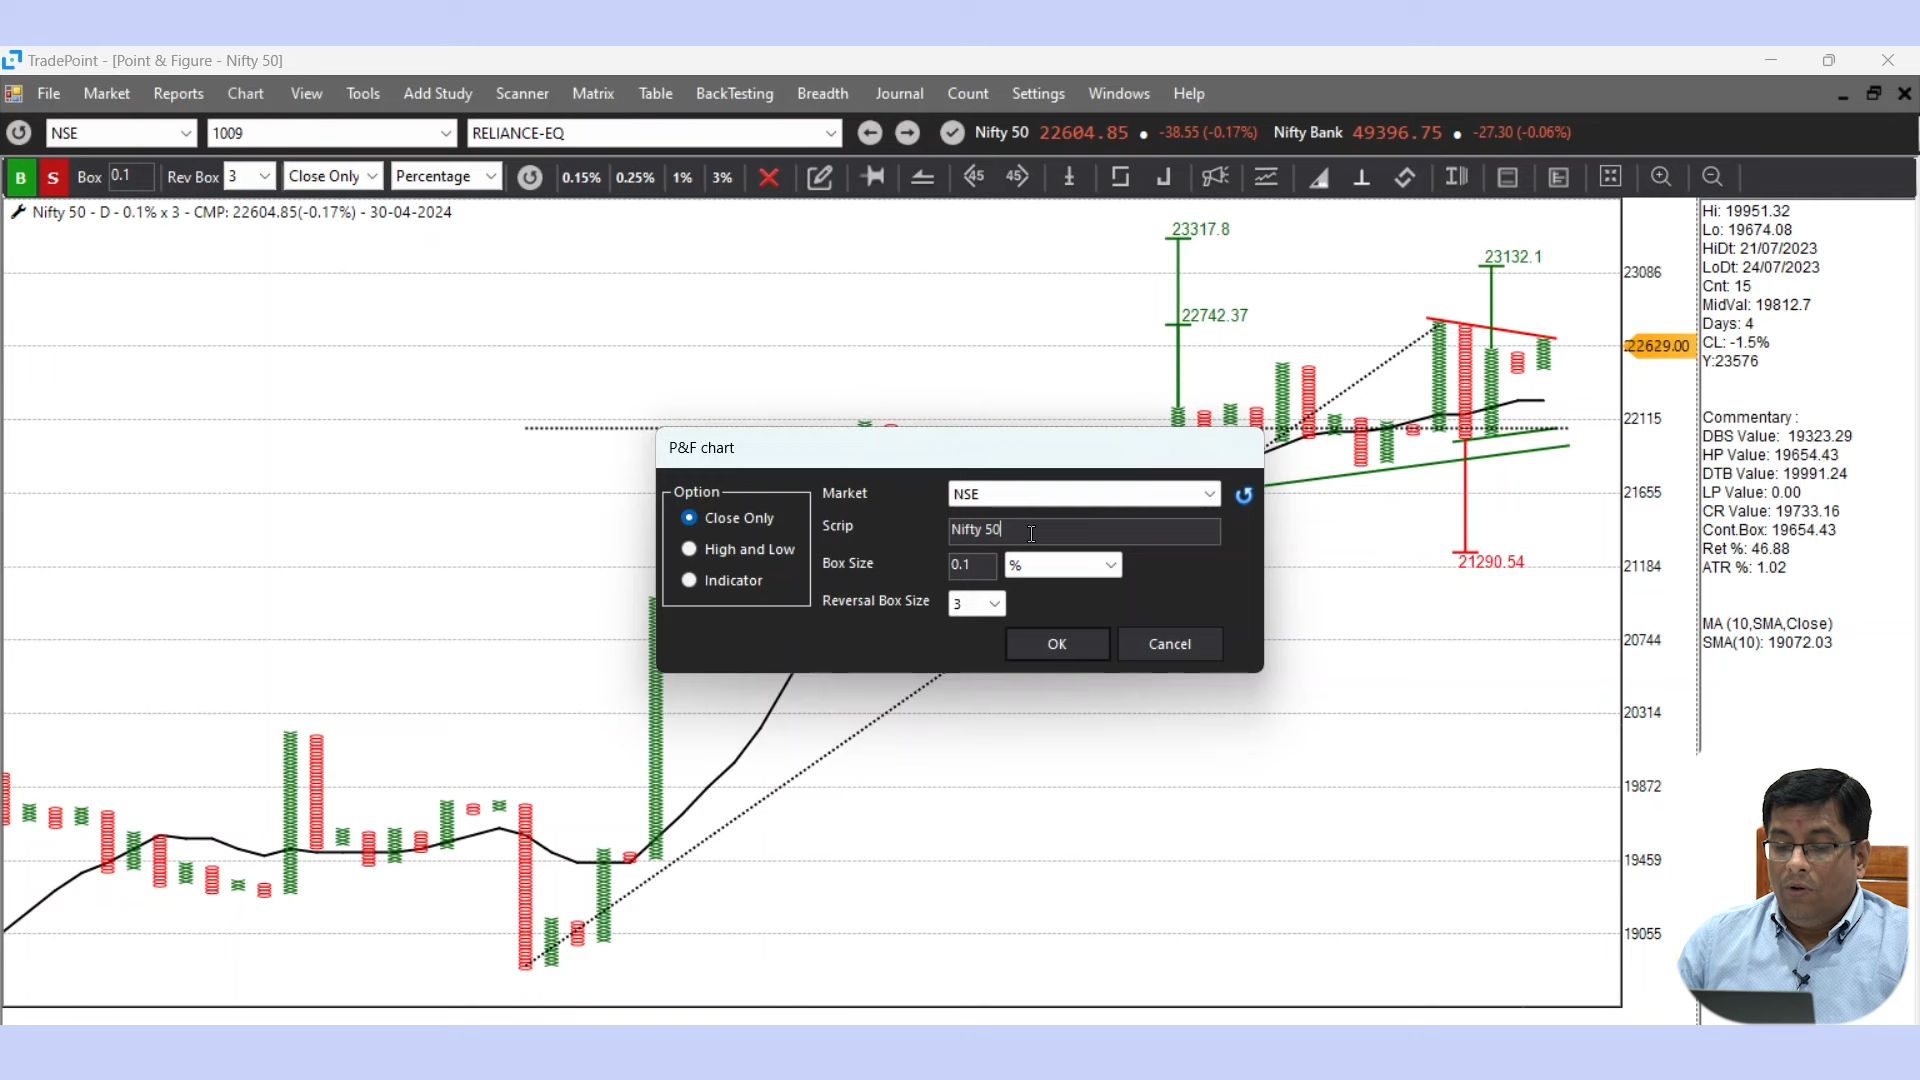 TradePoint - [Point & Figure - Nifty 50]
File Market Reports Chart View Tools Add Study Scanner Matrix Table BackTesting Breadth Journal Count Settings Windows Help
NSE 1009 RELIANCE-EQ Nifty 50 22604.85 -38.55 (-0.17%) Nifty Bank 49396.75 -27.30 (-0.06%)
B S Box 0.1 Rev Box 3 Close Only Percentage 0.15% 0.25% 1% 3% 45 45
Nifty 50 - D - 0.1% x 3 - CMP: 22604.85(-0.17%) - 30-04-2024
23317.8
23132.1
22742.37
21290.54
23086
22629.00
22115
21655
21184
20744
20314
19872
19459
19055
P&F chart
Option
Close Only
High and Low
Indicator
Market NSE
Scrip Nifty 50
Box Size 0.1 %
Reversal Box Size 3
OK Cancel
Hi: 19951.32
Lo: 19674.08
HiDt: 21/07/2023
LoDt: 24/07/2023
Cnt: 15
MidVal: 19812.7
Days: 4
CL: -1.5%
Y:23576
Commentary :
DBS Value: 19323.29
HP Value: 19654.43
DTB Value: 19991.24
LP Value: 0.00
CR Value: 19733.16
Cont.Box: 19654.43
Ret %: 46.88
ATR %: 1.02
MA (10,SMA,Close)
SMA(10): 19072.03